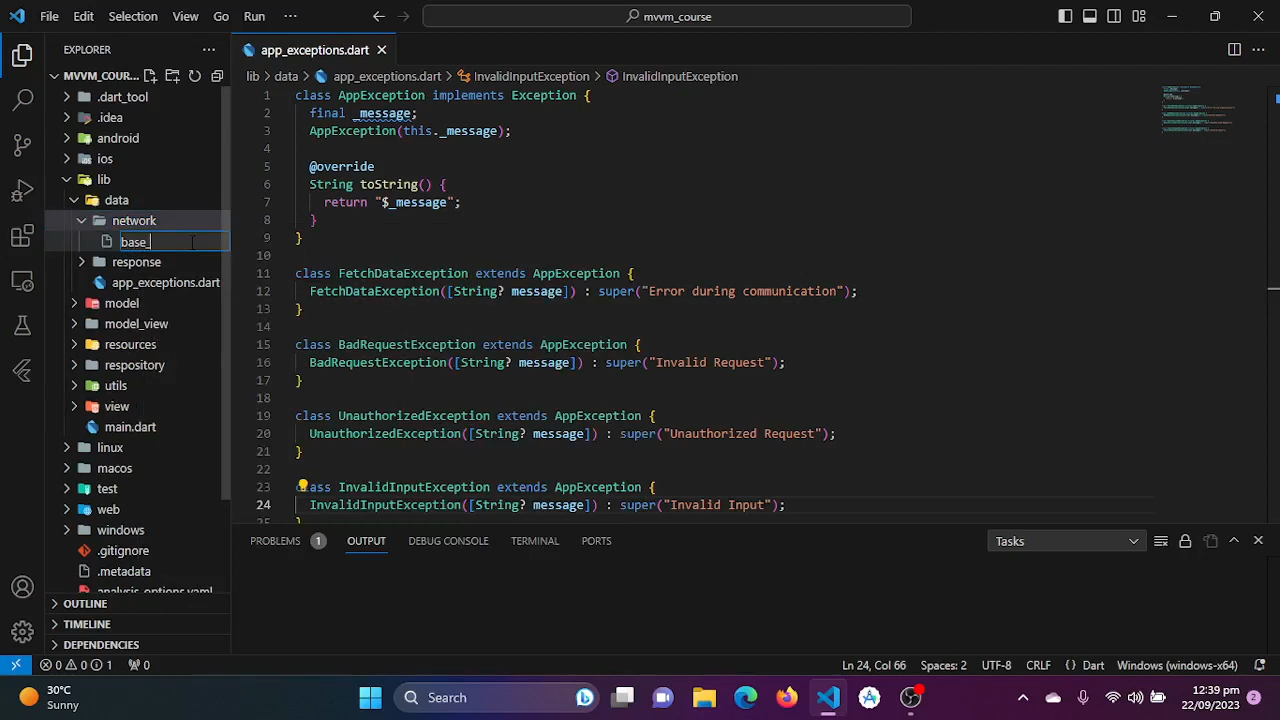 File Edit Selection View Go Run ··· mvvm_course
EXPLORER ···
MVVM_COUR...
.dart_tool
.idea
android
ios
lib
data
network
base_
response
app_exceptions.dart
model
model_view
resources
respository
utils
view
main.dart
linux
macos
test
web
windows
.gitignore
.metadata
analysis_options.yaml
OUTLINE
TIMELINE
DEPENDENCIES
app_exceptions.dart
lib > data > app_exceptions.dart > InvalidInputException > InvalidInputException
1 class AppException implements Exception {
2 final _message;
3 AppException(this._message);
4
5 @override
6 String toString() {
7 return "$_message";
8 }
9 }
10
11 class FetchDataException extends AppException {
12 FetchDataException([String? message]) : super("Error during communication");
13 }
14
15 class BadRequestException extends AppException {
16 BadRequestException([String? message]) : super("Invalid Request");
17 }
18
19 class UnauthorizedException extends AppException {
20 UnauthorizedException([String? message]) : super("Unauthorized Request");
21 }
22
23 class InvalidInputException extends AppException {
24 InvalidInputException([String? message]) : super("Invalid Input");
25 }
PROBLEMS 1 OUTPUT DEBUG CONSOLE TERMINAL PORTS Tasks
0 0 1 0 Ln 24, Col 66 Spaces: 2 UTF-8 CRLF {} Dart Windows (windows-x64)
30°C
Sunny
Search
12:39 pm
22/09/2023
2